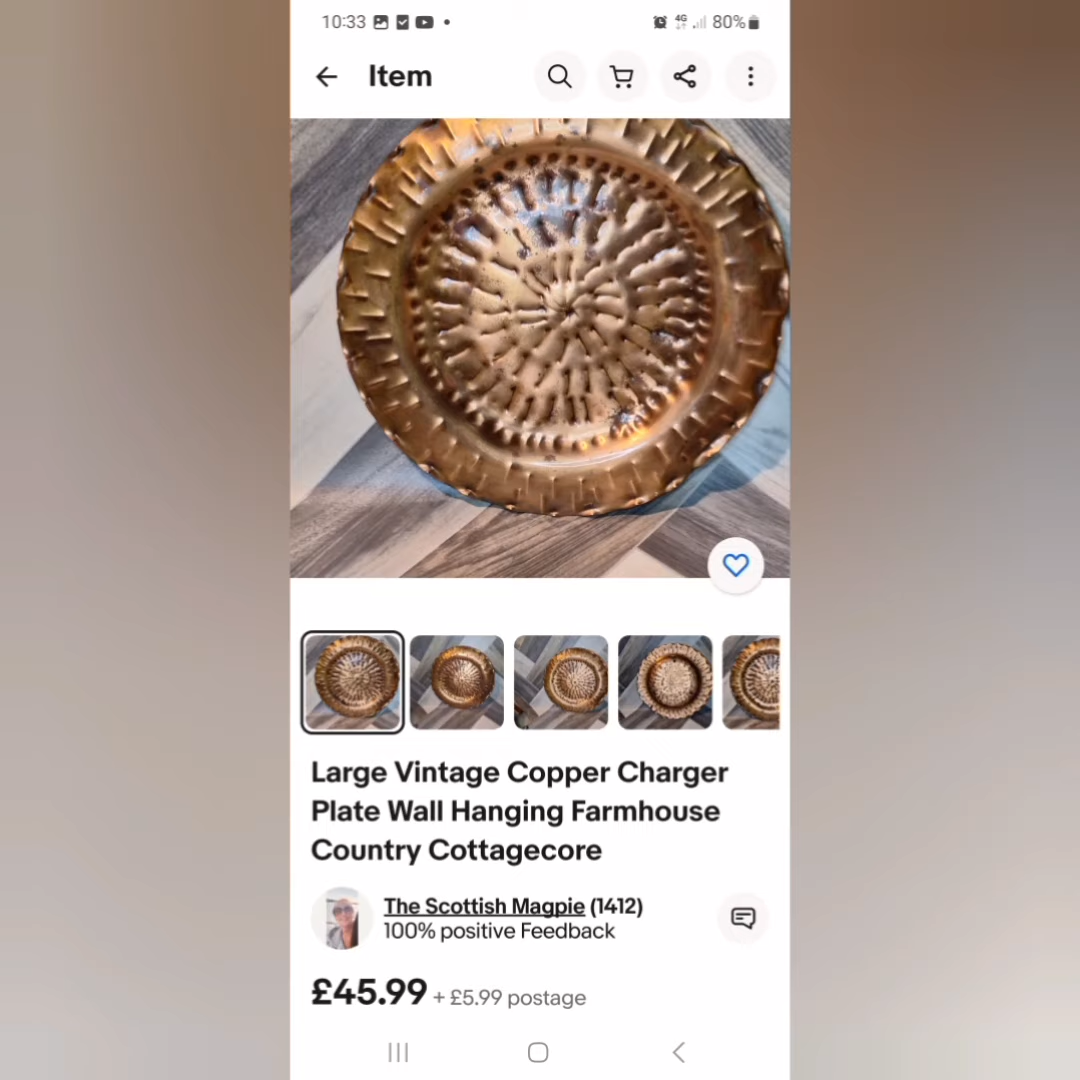 10:33 4G 80%
Item
Large Vintage Copper Charger
Plate Wall Hanging Farmhouse
Country Cottagecore
The Scottish Magpie (1412)
100% positive Feedback
£45.99 + £5.99 postage